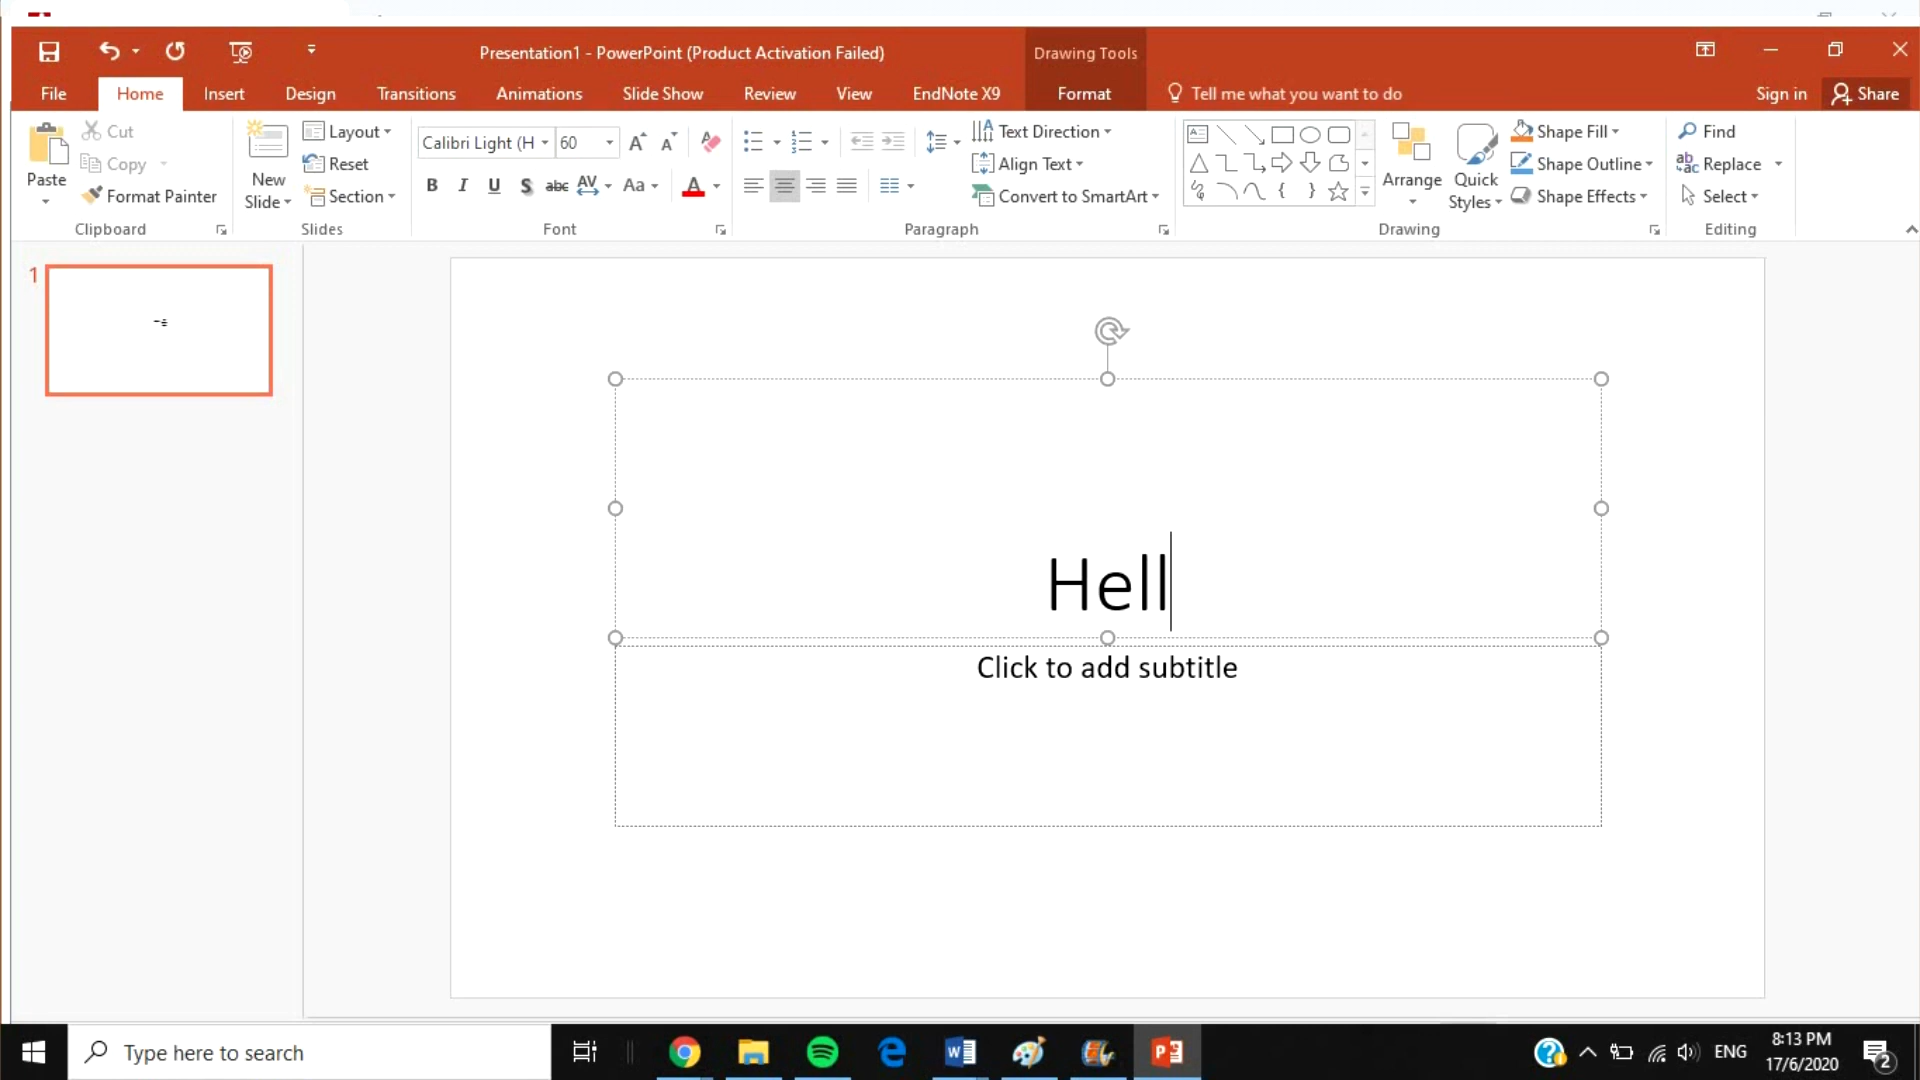 Presentation1 - PowerPoint (Product Activation Failed)
Drawing Tools
File Home Insert Design Transitions Animations Slide Show Review View EndNote X9 Format Tell me what you want to do Sign in Share
Paste
Cut
Copy
Format Painter
Clipboard
New
Slide
Layout
Reset
Section
Slides
Calibri Light (H 60
B I U S abc AV Aa A
Font
Paragraph
Text Direction
Align Text
Convert to SmartArt
Arrange
Quick
Styles
Shape Fill
Shape Outline
Shape Effects
Drawing
Find
Replace
Select
Editing
1
Hell
Click to add subtitle
Type here to search
ENG
8:13 PM
17/6/2020
2